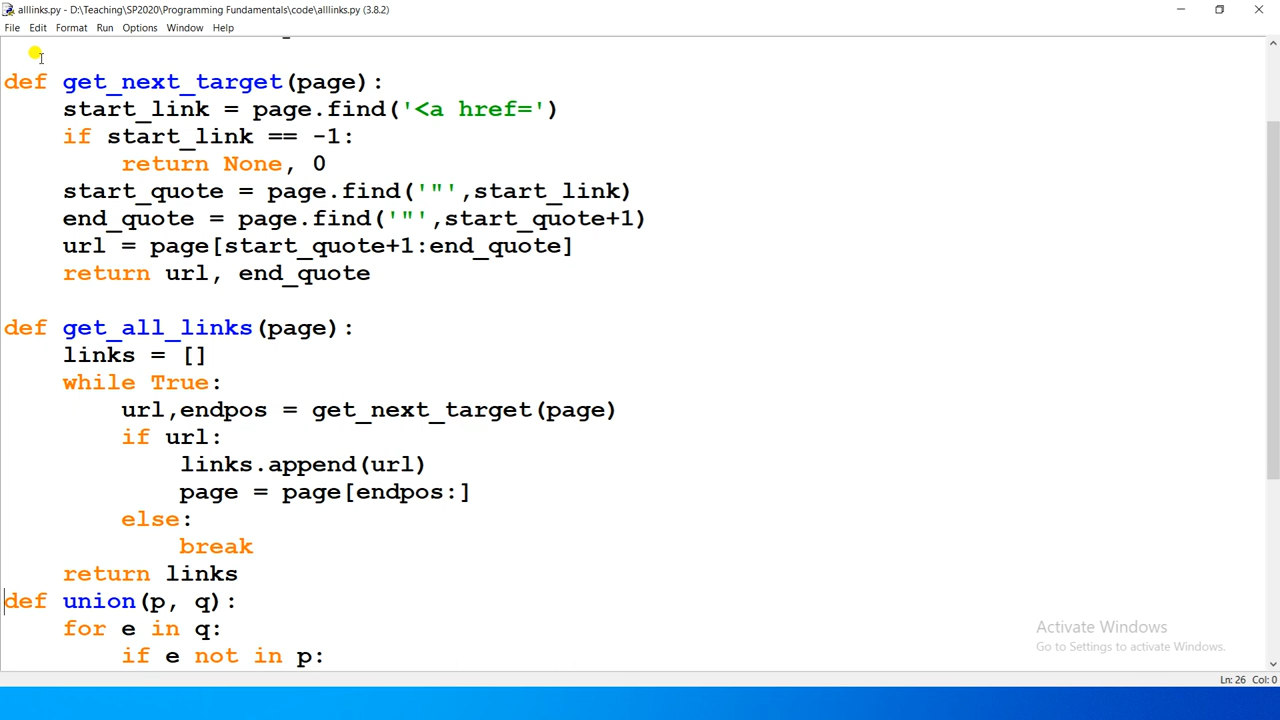 alllinks.py - D:\Teaching\SP2020\Programming Fundamentals\code\alllinks.py (3.8.2)
File Edit Format Run Options Window Help
def get_next_target(page):
    start_link = page.find('<a href=')
    if start_link == -1:
        return None, 0
    start_quote = page.find('"',start_link)
    end_quote = page.find('"',start_quote+1)
    url = page[start_quote+1:end_quote]
    return url, end_quote
def get_all_links(page):
    links = []
    while True:
        url,endpos = get_next_target(page)
        if url:
            links.append(url)
            page = page[endpos:]
        else:
            break
    return links
def union(p, q):
    for e in q:
        if e not in p:
Activate Windows
Go to Settings to activate Windows.
Ln: 26 Col: 0